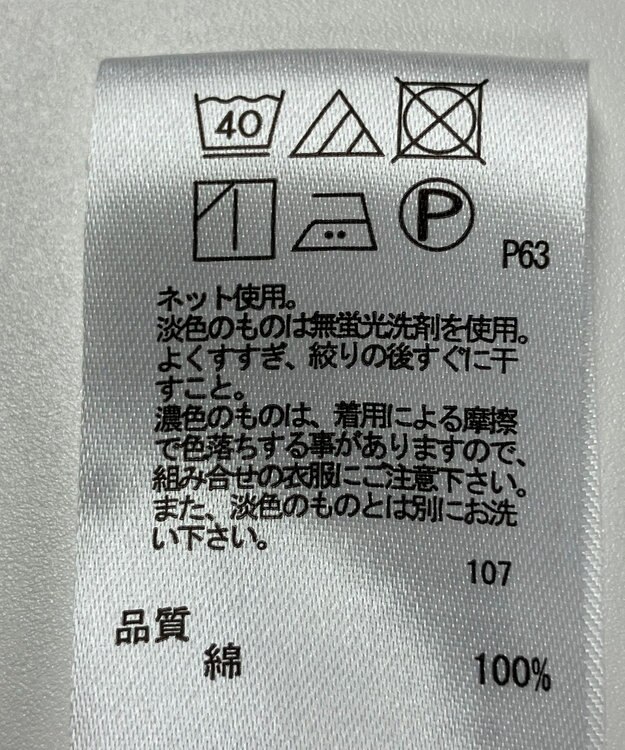 40
P
P63
ネット使用。
淡色のものは無蛍光洗剤を使用。
よくすすぎ、絞りの後すぐに干
すこと。
濃色のものは、着用による摩擦
で色落ちする事がありますので、
組み合せの衣服にご注意下さい。
また、淡色のものとは別にお洗
い下さい。
107
品質
綿 100%